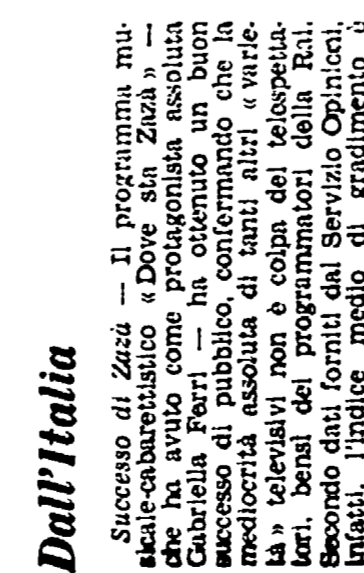 Dall'Italia
Successo di Zazà — Il programma mu-
sicale-cabarettistico « Dove sta Zazà » —
che ha avuto come protagonista assoluta
Gabriella Ferri — ha ottenuto un buon
successo di pubblico, confermando che la
mediocrità assoluta di tanti altri « varie-
tà » televisivi non è colpa dei telespetta-
tori, bensì dei programmatori della Rai.
Secondo dati forniti dal Servizio Opinioni,
infatti, l'indice medio di gradimento è